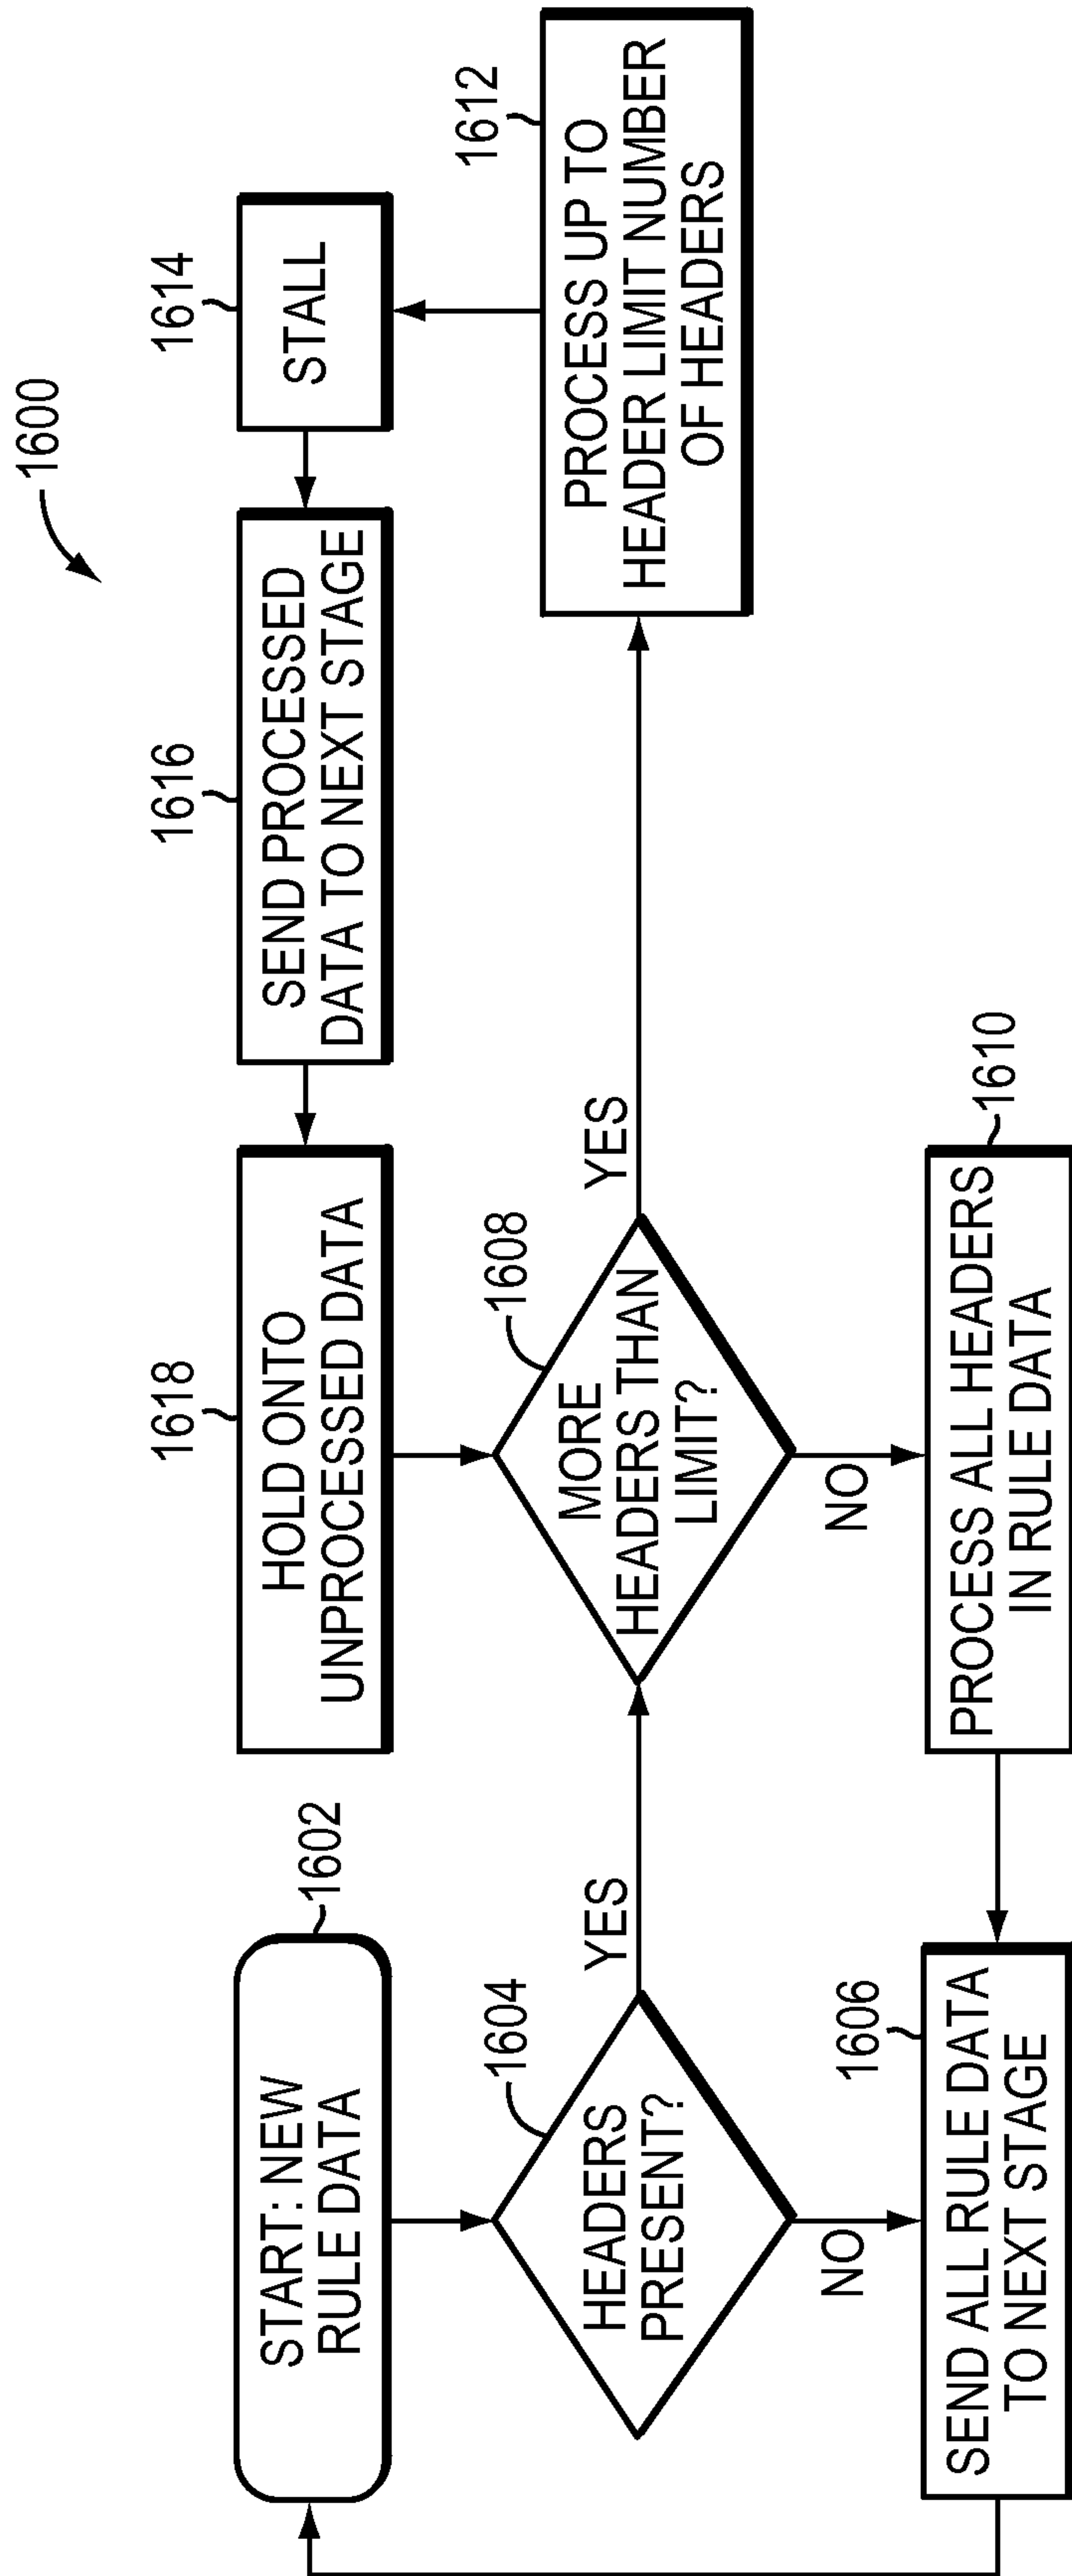 1600
1602
START: NEW
RULE DATA
1618
HOLD ONTO
UNPROCESSED DATA
1616
SEND PROCESSED
DATA TO NEXT STAGE
1614
STALL
1604
HEADERS
PRESENT?
YES
NO
1608
MORE
HEADERS THAN
LIMIT?
YES
NO
1612
PROCESS UP TO
HEADER LIMIT NUMBER
OF HEADERS
1606
SEND ALL RULE DATA
TO NEXT STAGE
1610
PROCESS ALL HEADERS
IN RULE DATA